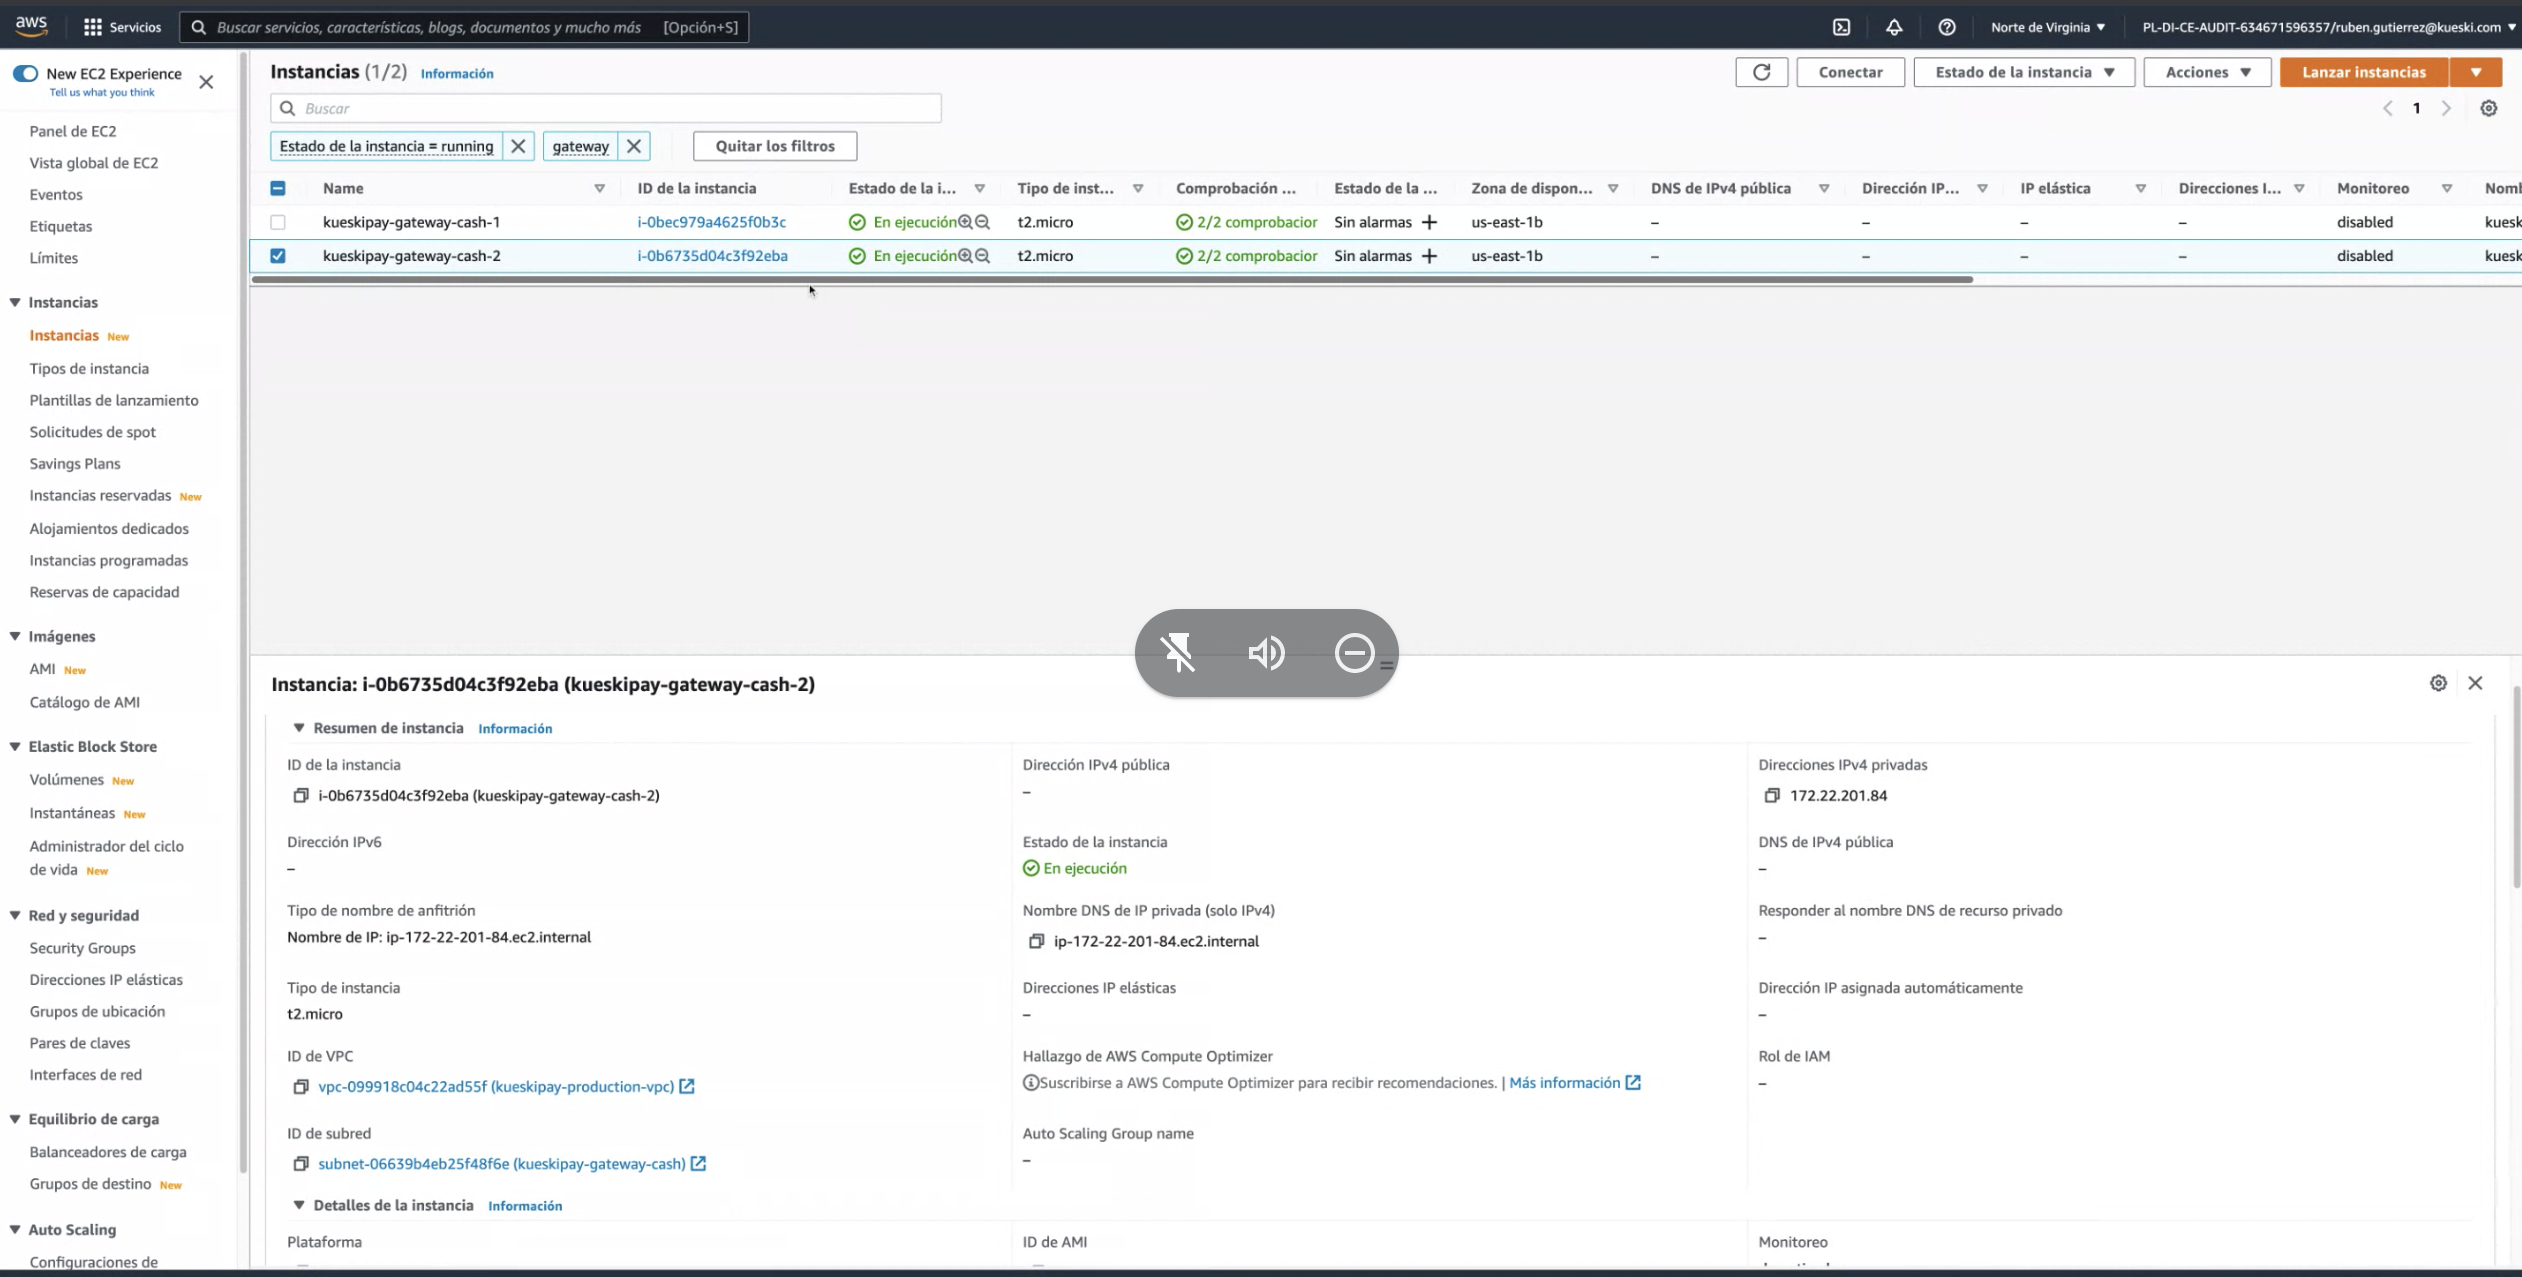 aws
Servicios
Buscar servicios, características, blogs, documentos y mucho más [Opción+S]
Norte de Virginia
PL-DI-CE-AUDIT-634671596357/ruben.gutierrez@kueski.com
New EC2 Experience
Tell us what you think
Panel de EC2
Vista global de EC2
Eventos
Etiquetas
Límites
Instancias
Instancias New
Tipos de instancia
Plantillas de lanzamiento
Solicitudes de spot
Savings Plans
Instancias reservadas New
Alojamientos dedicados
Instancias programadas
Reservas de capacidad
Imágenes
AMI New
Catálogo de AMI
Elastic Block Store
Volúmenes New
Instantáneas New
Administrador del ciclo
de vida New
Red y seguridad
Security Groups
Direcciones IP elásticas
Grupos de ubicación
Pares de claves
Interfaces de red
Equilibrio de carga
Balanceadores de carga
Grupos de destino New
Auto Scaling
Configuraciones de
Instancias (1/2) Información
Conectar
Estado de la instancia
Acciones
Lanzar instancias
Buscar
1
Estado de la instancia = running
gateway
Quitar los filtros
Name ID de la instancia Estado de la i... Tipo de inst... Comprobación ... Estado de la ... Zona de dispon... DNS de IPv4 pública Dirección IP... IP elástica Direcciones I... Monitoreo Noml
kueskipay-gateway-cash-1 i-0bec979a4625f0b3c En ejecución t2.micro 2/2 comprobacior Sin alarmas us-east-1b – – – – disabled kuesk
kueskipay-gateway-cash-2 i-0b6735d04c3f92eba En ejecución t2.micro 2/2 comprobacior Sin alarmas us-east-1b – – – – disabled kuesk
Instancia: i-0b6735d04c3f92eba (kueskipay-gateway-cash-2)
Resumen de instancia Información
ID de la instancia
i-0b6735d04c3f92eba (kueskipay-gateway-cash-2)
Dirección IPv4 pública
–
Direcciones IPv4 privadas
172.22.201.84
Dirección IPv6
–
Estado de la instancia
En ejecución
DNS de IPv4 pública
–
Tipo de nombre de anfitrión
Nombre de IP: ip-172-22-201-84.ec2.internal
Nombre DNS de IP privada (solo IPv4)
ip-172-22-201-84.ec2.internal
Responder al nombre DNS de recurso privado
–
Tipo de instancia
t2.micro
Direcciones IP elásticas
–
Dirección IP asignada automáticamente
–
ID de VPC
vpc-099918c04c22ad55f (kueskipay-production-vpc)
Hallazgo de AWS Compute Optimizer
Suscribirse a AWS Compute Optimizer para recibir recomendaciones. | Más información
Rol de IAM
–
ID de subred
subnet-06639b4eb25f48f6e (kueskipay-gateway-cash)
Auto Scaling Group name
–
Detalles de la instancia Información
Plataforma
ID de AMI
Monitoreo